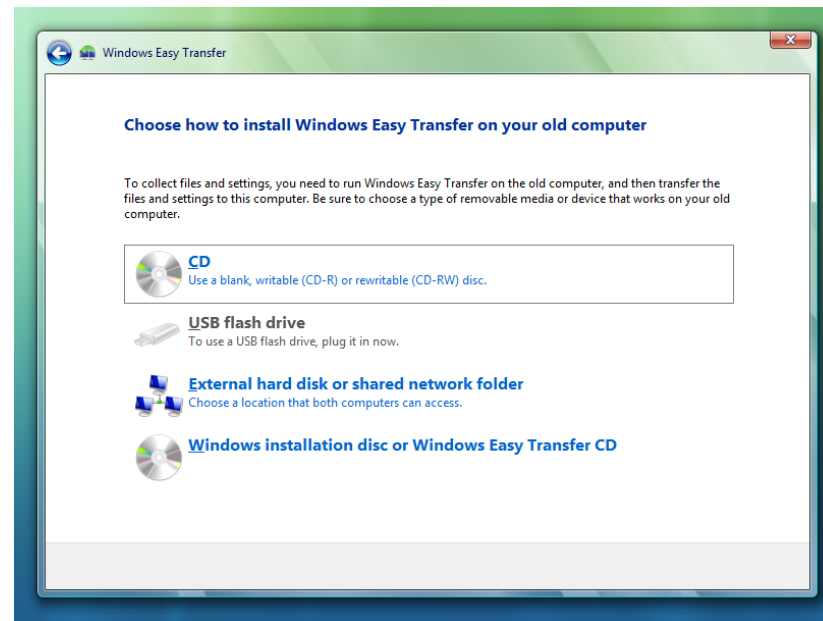 Windows Easy Transfer
Choose how to install Windows Easy Transfer on your old computer
To collect files and settings, you need to run Windows Easy Transfer on the old computer, and then transfer the
files and settings to this computer. Be sure to choose a type of removable media or device that works on your old
computer.
CD
Use a blank, writable (CD-R) or rewritable (CD-RW) disc.
USB flash drive
To use a USB flash drive, plug it in now.
External hard disk or shared network folder
Choose a location that both computers can access.
Windows installation disc or Windows Easy Transfer CD